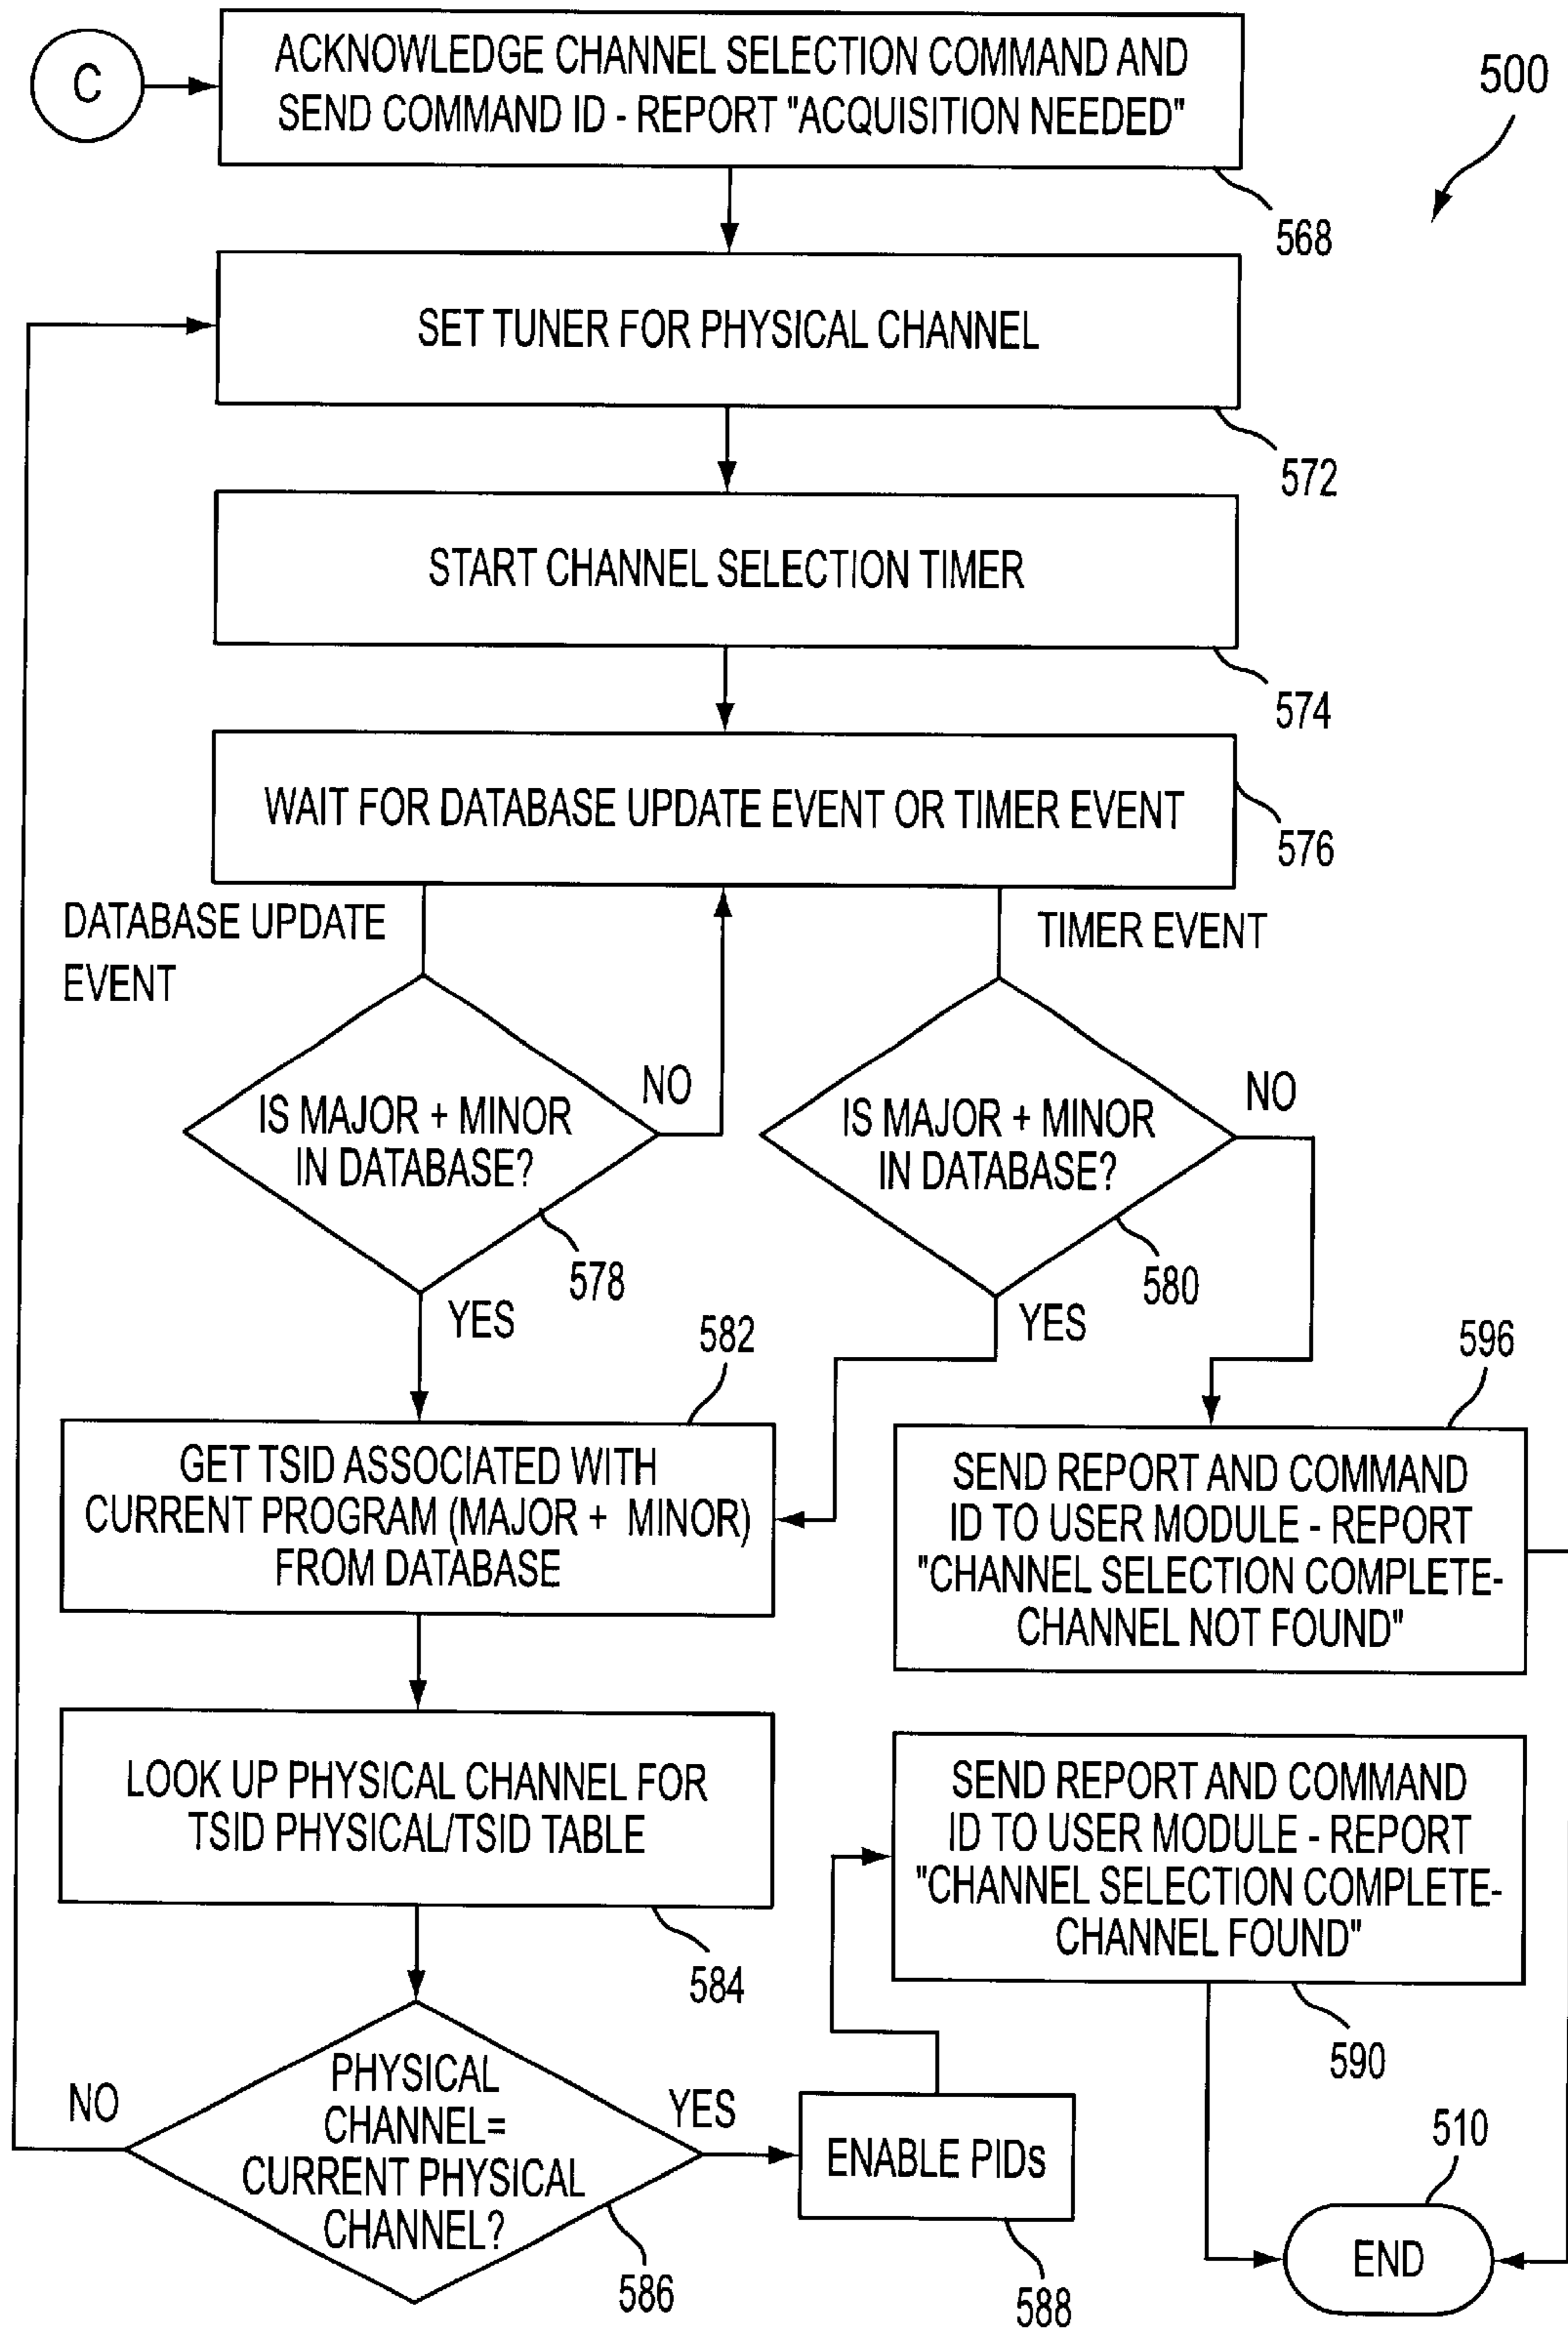 C
ACKNOWLEDGE CHANNEL SELECTION COMMAND AND
SEND COMMAND ID - REPORT "ACQUISITION NEEDED"
500
568
SET TUNER FOR PHYSICAL CHANNEL
572
START CHANNEL SELECTION TIMER
574
WAIT FOR DATABASE UPDATE EVENT OR TIMER EVENT
576
DATABASE UPDATE
EVENT
TIMER EVENT
IS MAJOR + MINOR
IN DATABASE?
NO
578
YES
IS MAJOR + MINOR
IN DATABASE?
NO
580
YES
582
GET TSID ASSOCIATED WITH
CURRENT PROGRAM (MAJOR + MINOR)
FROM DATABASE
596
SEND REPORT AND COMMAND
ID TO USER MODULE - REPORT
"CHANNEL SELECTION COMPLETE-
CHANNEL NOT FOUND"
LOOK UP PHYSICAL CHANNEL FOR
TSID PHYSICAL/TSID TABLE
584
SEND REPORT AND COMMAND
ID TO USER MODULE - REPORT
"CHANNEL SELECTION COMPLETE-
CHANNEL FOUND"
590
NO
PHYSICAL
CHANNEL=
CURRENT PHYSICAL
CHANNEL?
YES
586
ENABLE PIDs
588
510
END